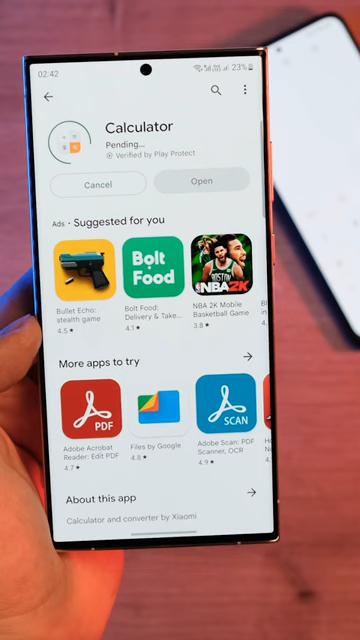 02:42
23%
Calculator
Pending...
Verified by Play Protect
Cancel
Open
Ads • Suggested for you
Bolt
Food
BOSTON
NBA2K
Bullet Echo:
stealth game
4.5★
Bolt Food:
Delivery & Take...
4.1★
NBA 2K Mobile
Basketball Game
3.8★
More apps to try
PDF
SCAN
Adobe Acrobat
Reader: Edit PDF
4.7★
Files by Google
4.8★
Adobe Scan: PDF
Scanner, OCR
4.9★
About this app
Calculator and converter by Xiaomi